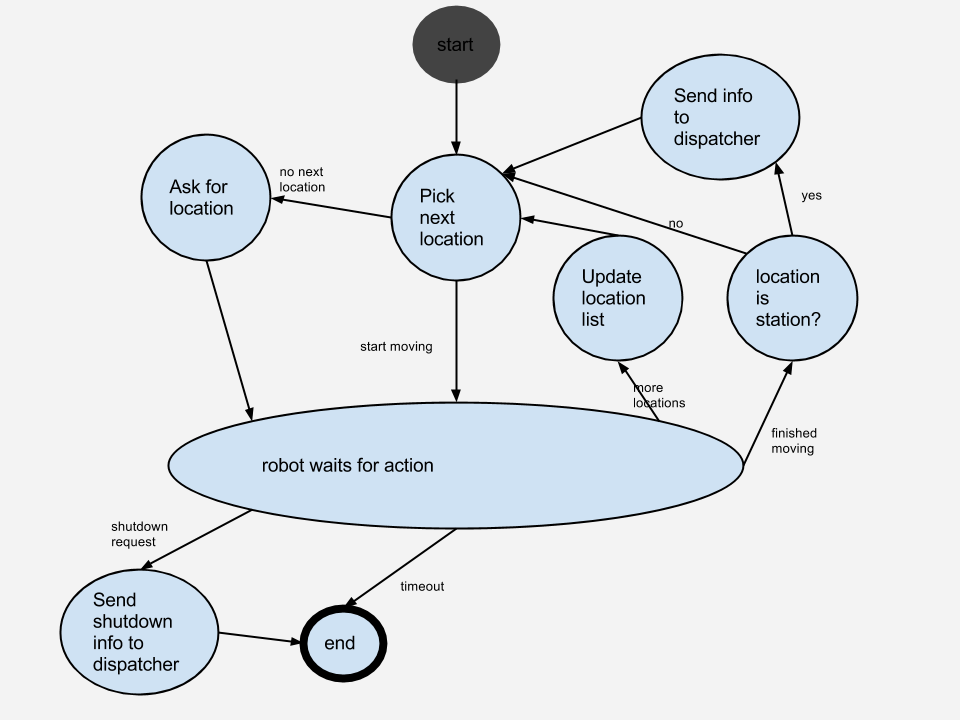 start
Send info
to
dispatcher
no next
location
Ask for
location
Pick
next
location
yes
no
Update
location
list
location
is
station?
start moving
more
locations
finished
moving
robot waits for action
shutdown
request
timeout
Send
shutdown
info to
dispatcher
end